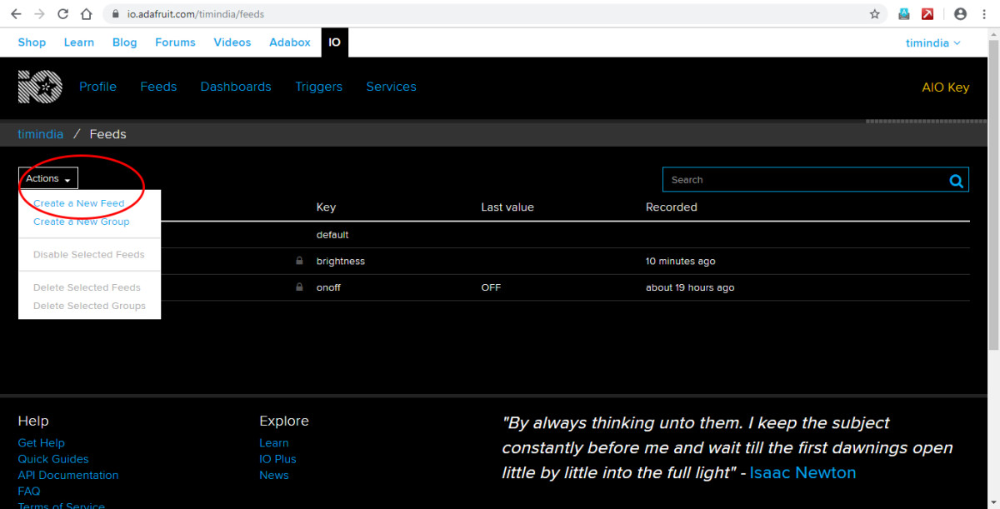 io.adafruit.com/timindia/feeds
Shop Learn Blog Forums Videos Adabox IO timindia
iO Profile Feeds Dashboards Triggers Services AIO Key
timindia / Feeds
Actions Search
Create a New Feed Key Last value Recorded
Create a New Group
default
Disable Selected Feeds
brightness 10 minutes ago
Delete Selected Feeds onoff OFF about 19 hours ago
Delete Selected Groups
Help Explore
"By always thinking unto them. I keep the subject
constantly before me and wait till the first dawnings open
little by little into the full light" - Isaac Newton
Get Help Learn
Quick Guides IO Plus
API Documentation News
FAQ
Terms of Service